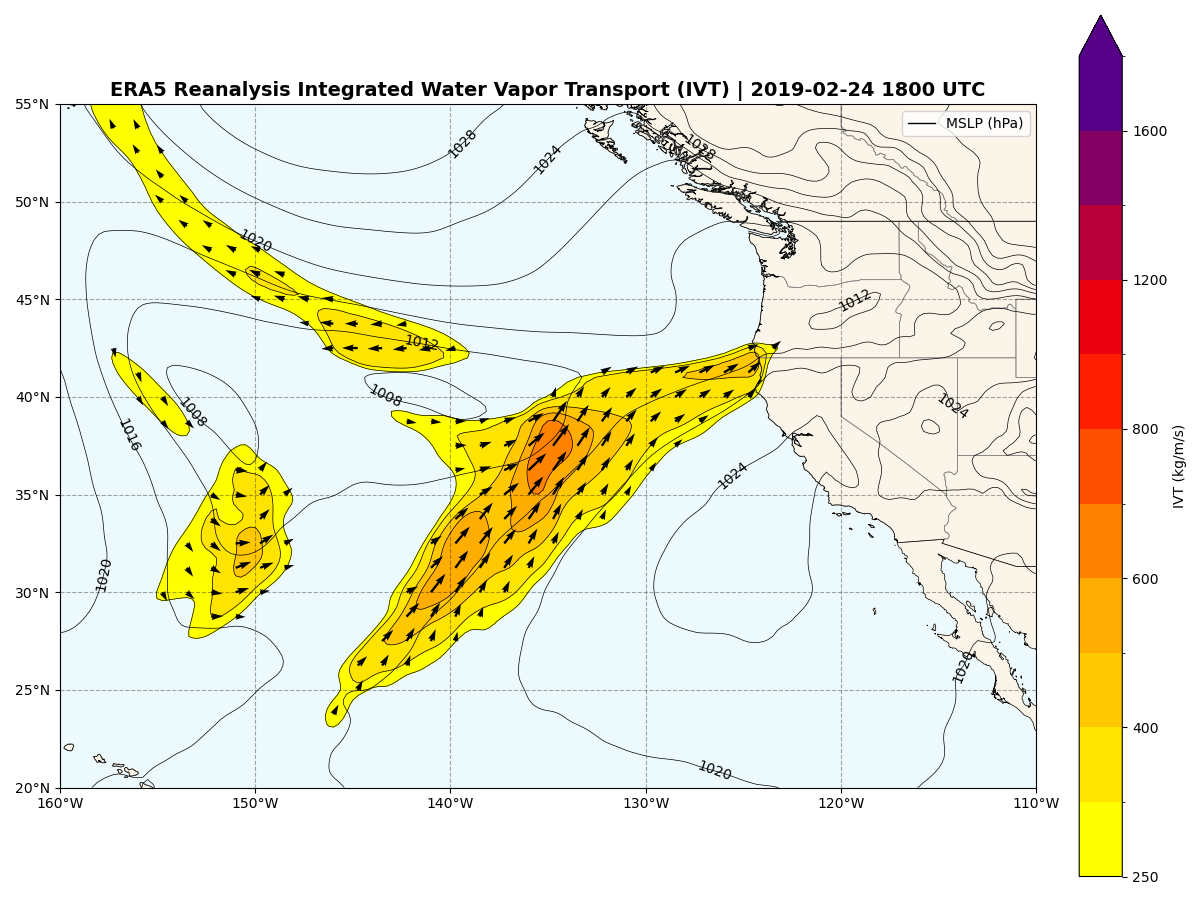 ERA5 Reanalysis Integrated Water Vapor Transport (IVT) | 2019-02-24 1800 UTC
MSLP (hPa)
55°N
50°N
45°N
40°N
35°N
30°N
25°N
20°N
160°W
150°W
140°W
130°W
120°W
110°W
1028
1024
1028
1020
1012
1012
1008
1008
1016
1024
1024
1020
1020
1020
1600
1200
800
600
400
250
IVT (kg/m/s)